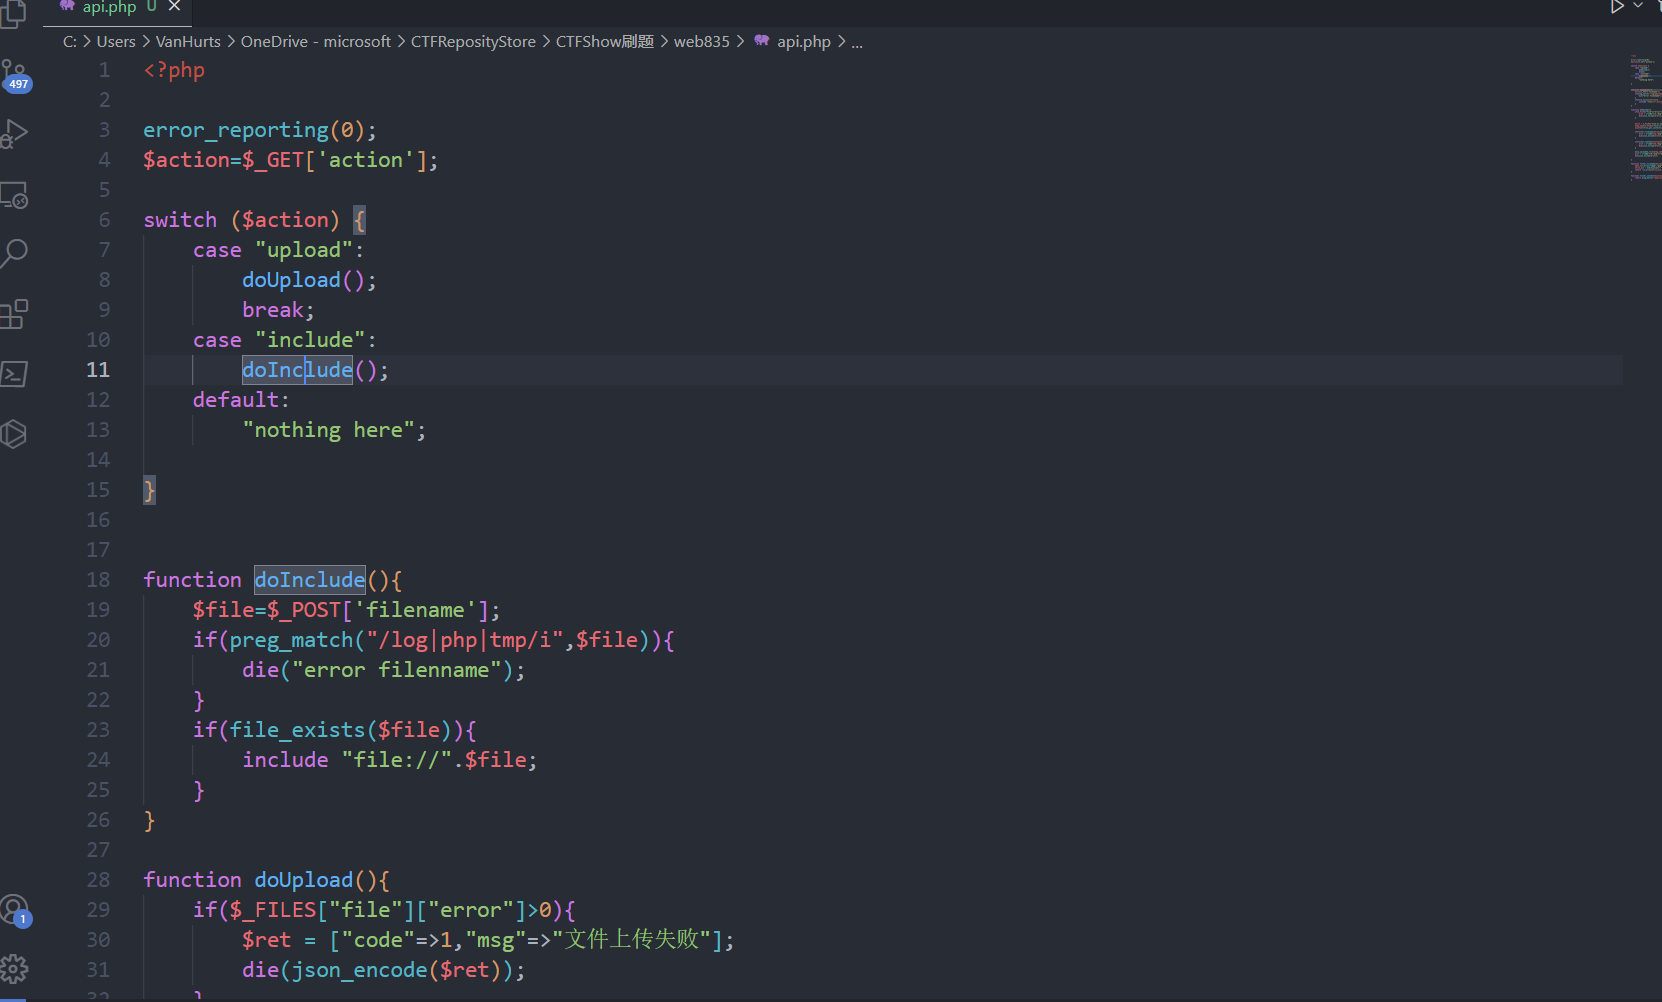 api.php U
C: > Users > VanHurts > OneDrive - microsoft > CTFReposityStore > CTFShow刷题 > web835 > api.php > ...
497
1 <?php
2
3 error_reporting(0);
4 $action=$_GET['action'];
5
6 switch ($action) {
7 case "upload":
8 doUpload();
9 break;
10 case "include":
11 doInclude();
12 default:
13 "nothing here";
14
15 }
16
17
18 function doInclude(){
19 $file=$_POST['filename'];
20 if(preg_match("/log|php|tmp/i",$file)){
21 die("error filenname");
22 }
23 if(file_exists($file)){
24 include "file://".$file;
25 }
26 }
27
28 function doUpload(){
29 if($_FILES["file"]["error"]>0){
30 $ret = ["code"=>1,"msg"=>"文件上传失败"];
31 die(json_encode($ret));
32 }
1